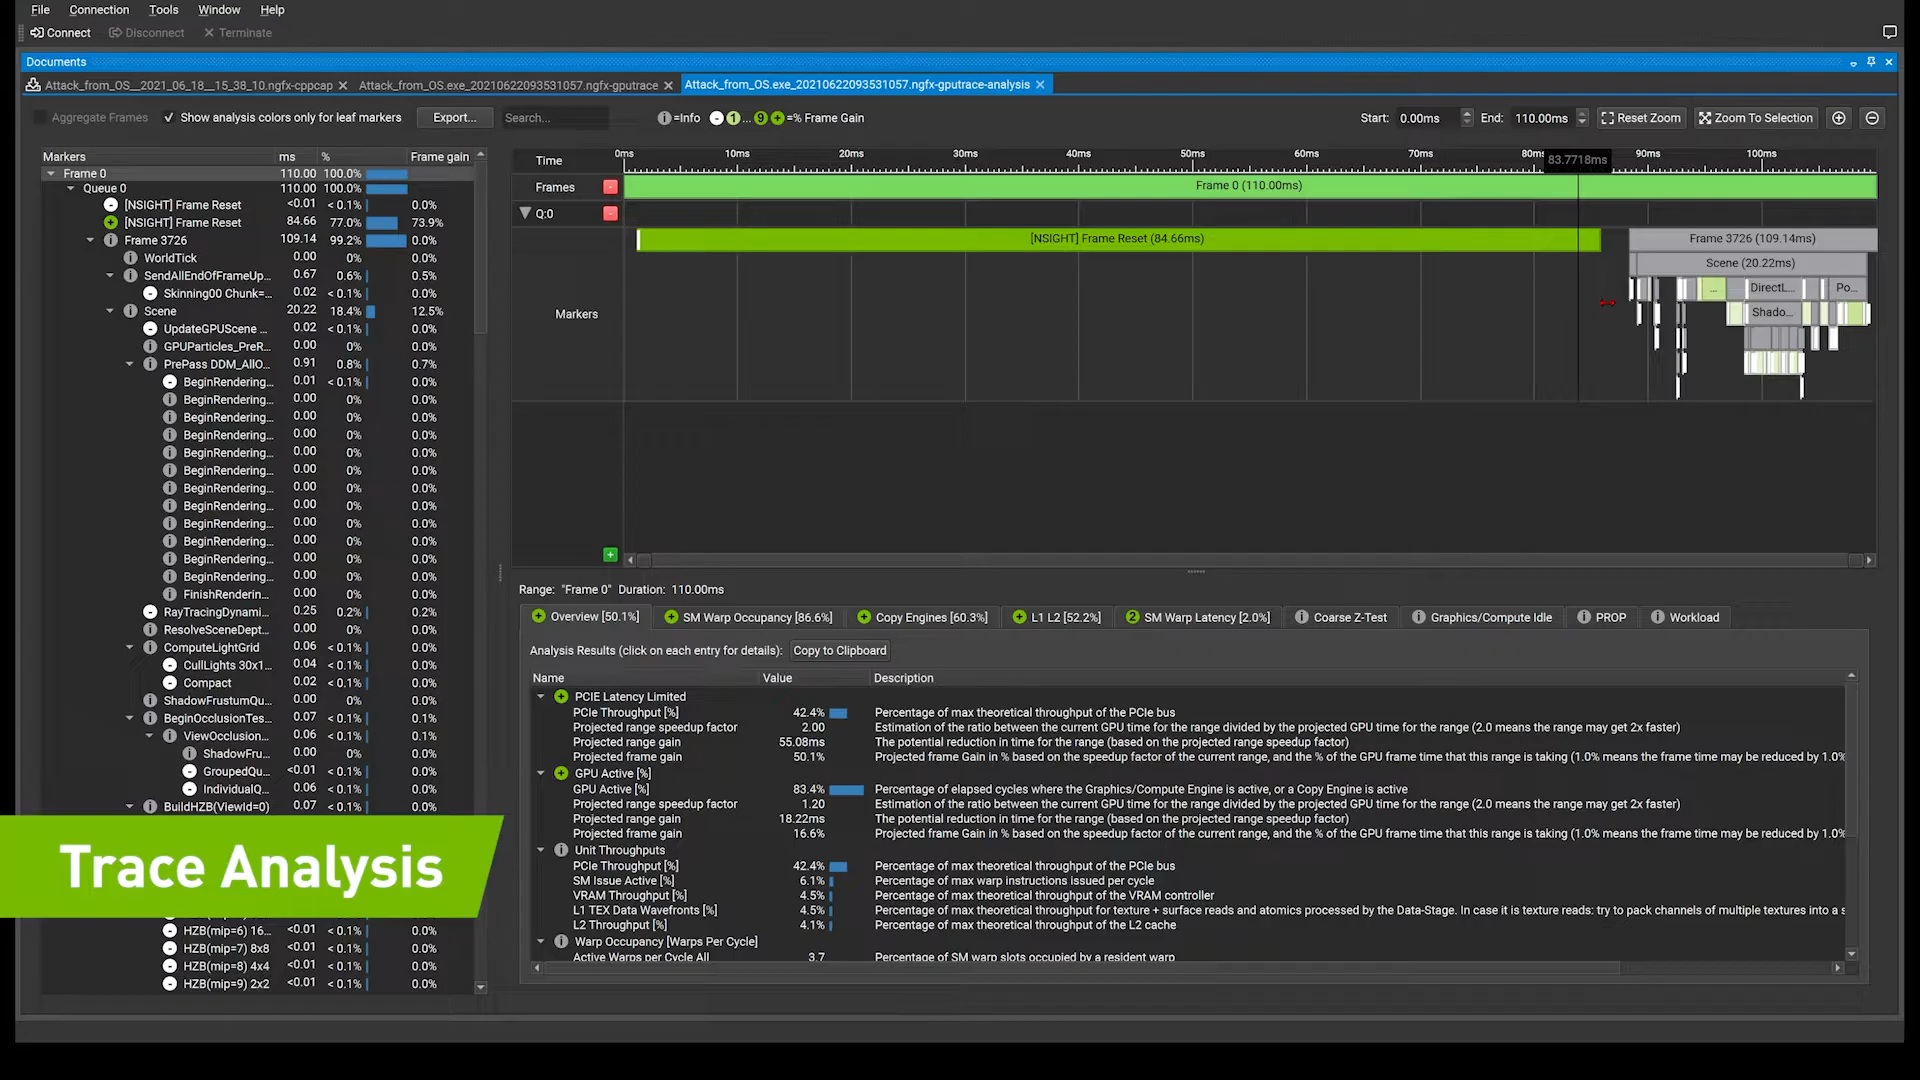 File Connection Tools Window Help
Connect Disconnect Terminate
Documents
Attack_from_OS__2021_06_18__15_38_10.ngfx-cppcap Attack_from_OS.exe_20210622093531057.ngfx-gputrace Attack_from_OS.exe_20210622093531057.ngfx-gputrace-analysis
Aggregate Frames Show analysis colors only for leaf markers Export... Search... =Info 1 ... 9 =% Frame Gain Start: 0.00ms End: 110.00ms Reset Zoom Zoom To Selection
Markers ms % Frame gain
Frame 0 110.00 100.0%
Queue 0 110.00 100.0%
[NSIGHT] Frame Reset <0.01 < 0.1% 0.0%
[NSIGHT] Frame Reset 84.66 77.0% 73.9%
Frame 3726 109.14 99.2% 0.0%
WorldTick 0.00 0% 0.0%
SendAllEndOfFrameUp... 0.67 0.6% 0.5%
Skinning00 Chunk=... 0.02 < 0.1% 0.0%
Scene 20.22 18.4% 12.5%
UpdateGPUScene ... 0.02 < 0.1% 0.0%
GPUParticles_PreR... 0.00 0% 0.0%
PrePass DDM_AllO... 0.91 0.8% 0.7%
BeginRendering... 0.01 < 0.1% 0.0%
BeginRendering... 0.00 0% 0.0%
BeginRendering... 0.00 0% 0.0%
BeginRendering... 0.00 0% 0.0%
BeginRendering... 0.00 0% 0.0%
BeginRendering... 0.00 0% 0.0%
BeginRendering... 0.00 0% 0.0%
BeginRendering... 0.00 0% 0.0%
BeginRendering... 0.00 0% 0.0%
BeginRendering... 0.00 0% 0.0%
BeginRendering... 0.00 0% 0.0%
BeginRendering... 0.00 0% 0.0%
FinishRenderin... 0.00 0% 0.0%
RayTracingDynami... 0.25 0.2% 0.2%
ResolveSceneDept... 0.00 0% 0.0%
ComputeLightGrid 0.06 < 0.1% 0.0%
CullLights 30x1... 0.04 < 0.1% 0.0%
Compact 0.02 < 0.1% 0.0%
ShadowFrustumQu... 0.00 0% 0.0%
BeginOcclusionTes... 0.07 < 0.1% 0.1%
ViewOcclusion... 0.06 < 0.1% 0.1%
ShadowFru... 0.00 0% 0.0%
GroupedQu... <0.01 < 0.1% 0.0%
IndividualQ... 0.06 < 0.1% 0.0%
BuildHZB(ViewId=0) 0.07 < 0.1% 0.0%
Trace Analysis
HZB(mip=6) 16... <0.01 < 0.1% 0.0%
HZB(mip=7) 8x8 <0.01 < 0.1% 0.0%
HZB(mip=8) 4x4 <0.01 < 0.1% 0.0%
HZB(mip=9) 2x2 <0.01 < 0.1% 0.0%
Time 0ms 10ms 20ms 30ms 40ms 50ms 60ms 70ms 80ms 83.7718ms 90ms 100ms
Frames Frame 0 (110.00ms)
Q:0
[NSIGHT] Frame Reset (84.66ms) Frame 3726 (109.14ms)
Scene (20.22ms)
... DirectL... Po...
Markers Shado...
Range: "Frame 0" Duration: 110.00ms
Overview [50.1%] SM Warp Occupancy [86.6%] Copy Engines [60.3%] L1 L2 [52.2%] 2 SM Warp Latency [2.0%] Coarse Z-Test Graphics/Compute Idle PROP Workload
Analysis Results (click on each entry for details): Copy to Clipboard
Name Value Description
PCIE Latency Limited
PCIe Throughput [%] 42.4% Percentage of max theoretical throughput of the PCIe bus
Projected range speedup factor 2.00 Estimation of the ratio between the current GPU time for the range divided by the projected GPU time for the range (2.0 means the range may get 2x faster)
Projected range gain 55.08ms The potential reduction in time for the range (based on the projected range speedup factor)
Projected frame gain 50.1% Projected frame Gain in % based on the speedup factor of the current range, and the % of the GPU frame time that this range is taking (1.0% means the frame time may be reduced by 1.0%
GPU Active [%]
GPU Active [%] 83.4% Percentage of elapsed cycles where the Graphics/Compute Engine is active, or a Copy Engine is active
Projected range speedup factor 1.20 Estimation of the ratio between the current GPU time for the range divided by the projected GPU time for the range (2.0 means the range may get 2x faster)
Projected range gain 18.22ms The potential reduction in time for the range (based on the projected range speedup factor)
Projected frame gain 16.6% Projected frame Gain in % based on the speedup factor of the current range, and the % of the GPU frame time that this range is taking (1.0% means the frame time may be reduced by 1.0%
Unit Throughputs
PCIe Throughput [%] 42.4% Percentage of max theoretical throughput of the PCIe bus
SM Issue Active [%] 6.1% Percentage of max warp instructions issued per cycle
VRAM Throughput [%] 4.5% Percentage of max theoretical throughput of the VRAM controller
L1 TEX Data Wavefronts [%] 4.5% Percentage of max theoretical throughput for texture + surface reads and atomics processed by the Data-Stage. In case it is texture reads: try to pack channels of multiple textures into a s
L2 Throughput [%] 4.1% Percentage of max theoretical throughput of the L2 cache
Warp Occupancy [Warps Per Cycle]
Active Warps per Cycle All 3.7 Percentage of SM warp slots occupied by a resident warp